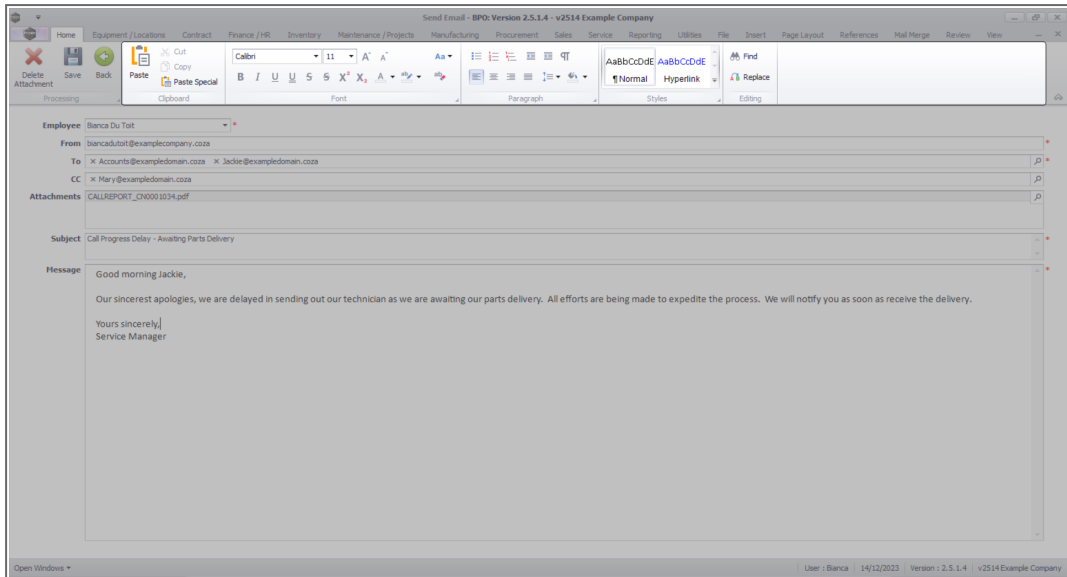 Send Email - BPO: Version 2.5.1.4 - v2514 Example Company
Home Equipment / Locations Contract Finance / HR Inventory Maintenance / Projects Manufacturing Procurement Sales Service Reporting Utilities File Insert Page Layout References Mail Merge Review View
Delete Attachment
Save
Back
Paste
Cut
Copy
Paste Special
Calibri 11
Aa
B I U
AaBbCcDdE AaBbCcDdE
¶ Normal Hyperlink
Find
Replace
Processing Clipboard Font Paragraph Styles Editing
Employee Bianca Du Toit *
From biancadutoit@examplecompany.coza *
To × Accounts@exampledomain.coza × Jackie@exampledomain.coza *
CC × Mary@exampledomain.coza
Attachments CALLREPORT_CN0001034.pdf
Subject Call Progress Delay - Awaiting Parts Delivery *
Message *
Good morning Jackie,
Our sincerest apologies, we are delayed in sending out our technician as we are awaiting our parts delivery. All efforts are being made to expedite the process. We will notify you as soon as receive the delivery.
Yours sincerely,
Service Manager
Open Windows
User : Bianca 14/12/2023 Version : 2.5.1.4 v2514 Example Company